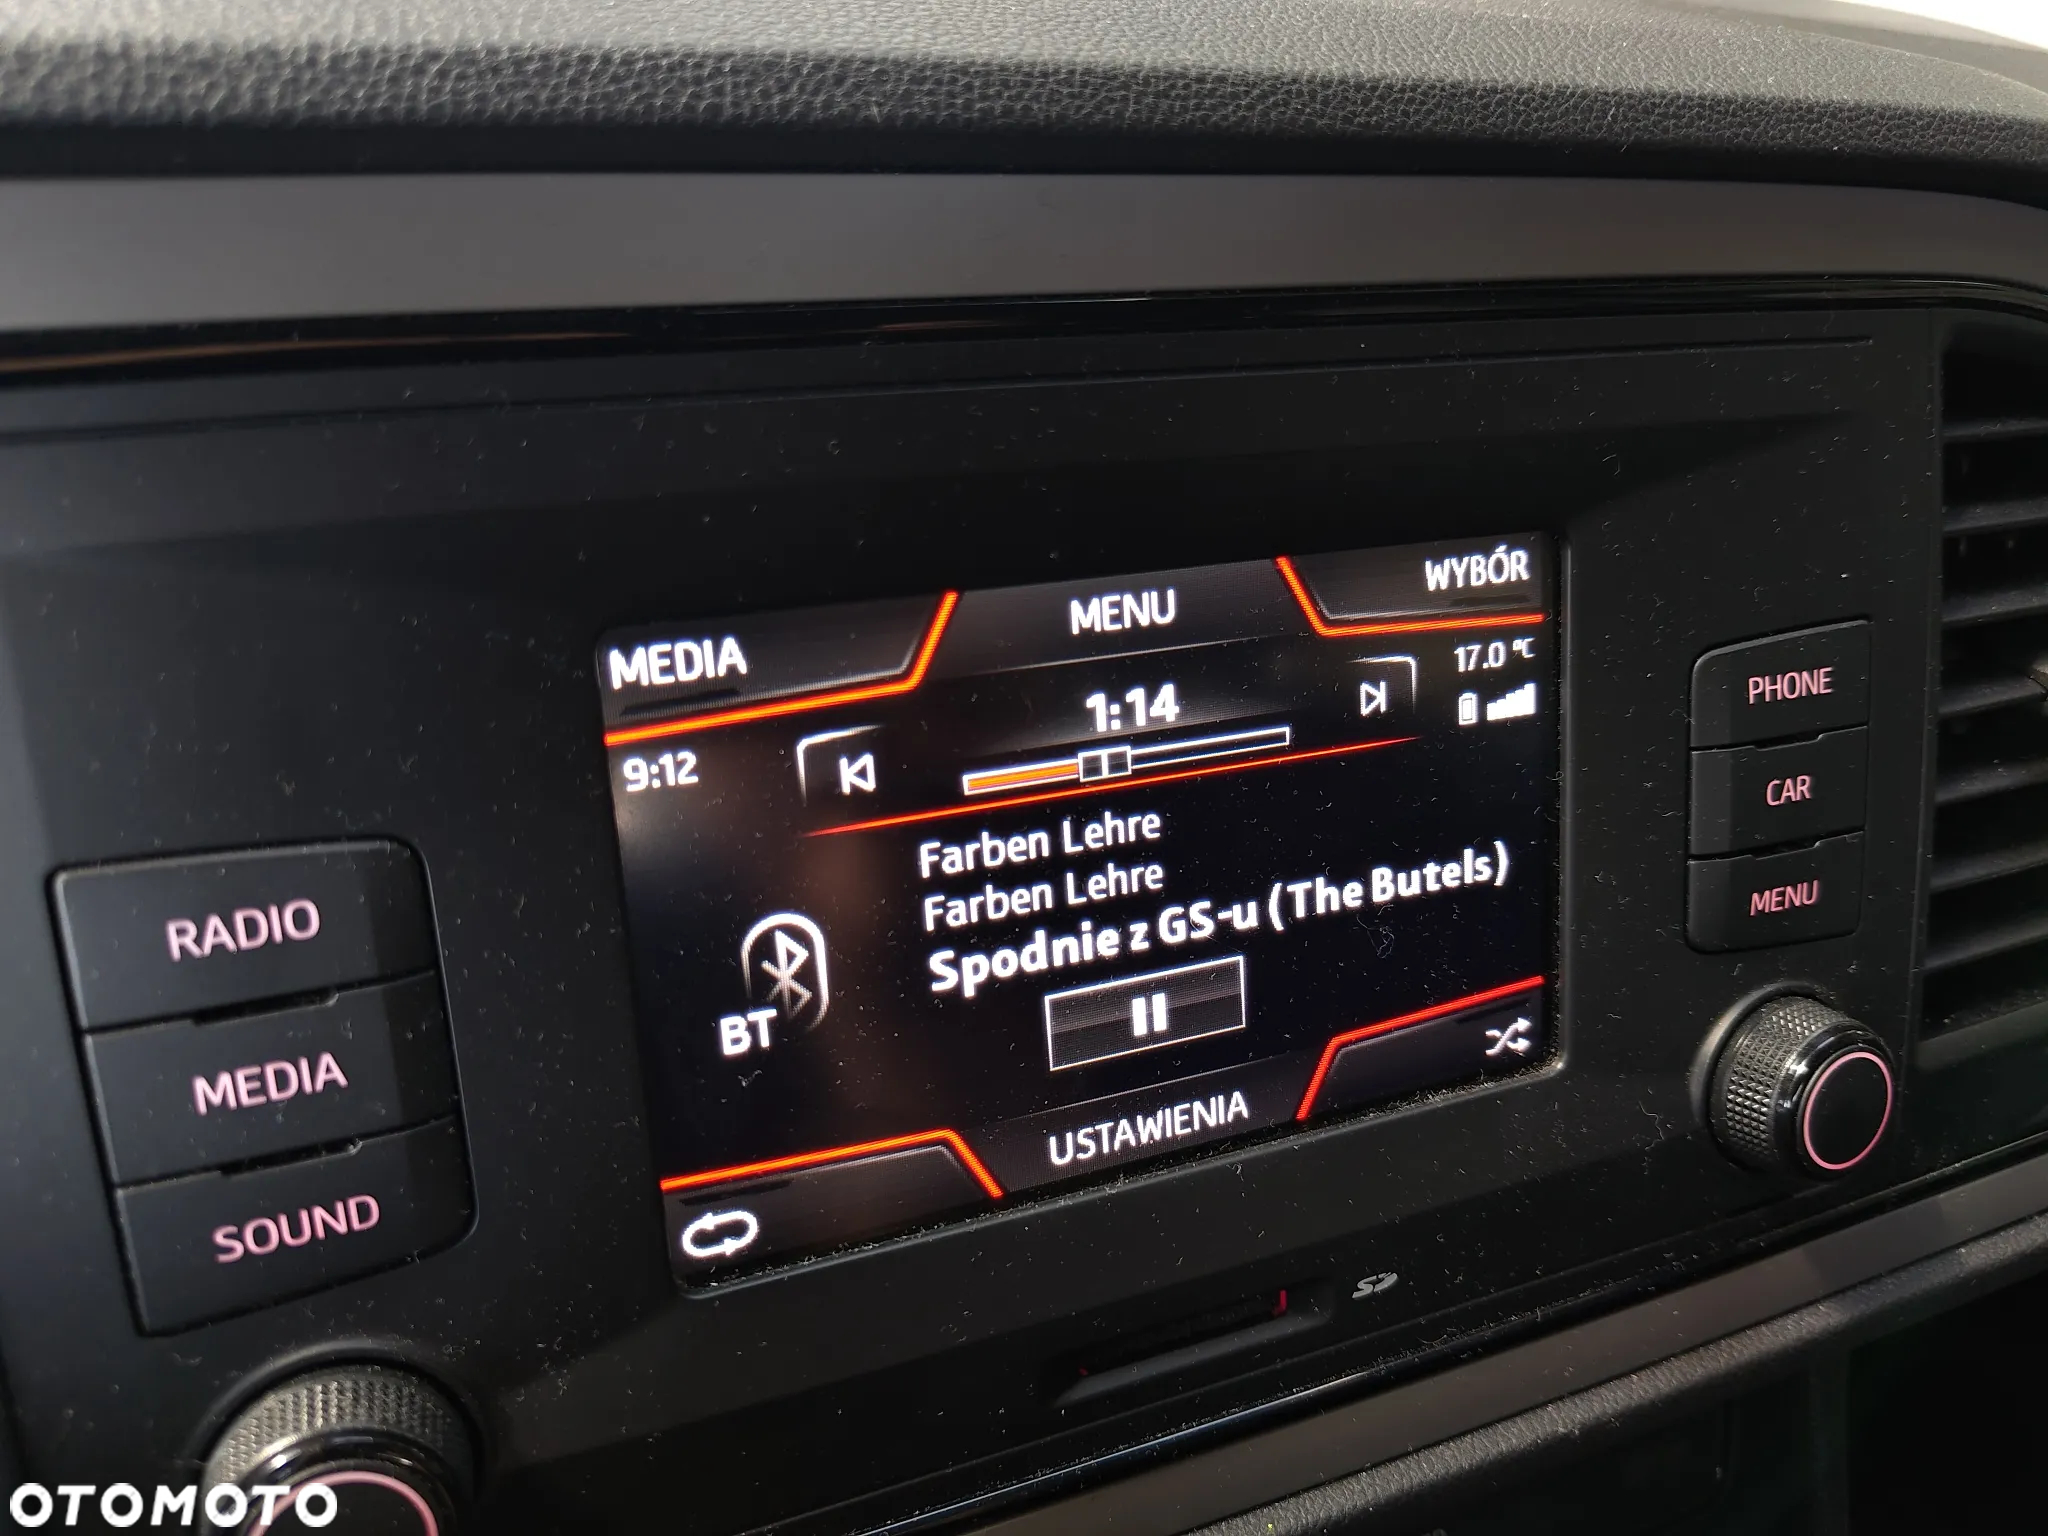 WYBÓR
MENU
MEDIA
17.0 °C
1:14
9:12
Farben Lehre
Farben Lehre
Spodnie z GS-u (The Butels)
BT
USTAWIENIA
RADIO
MEDIA
SOUND
PHONE
CAR
MENU
SD
OTOMOTO